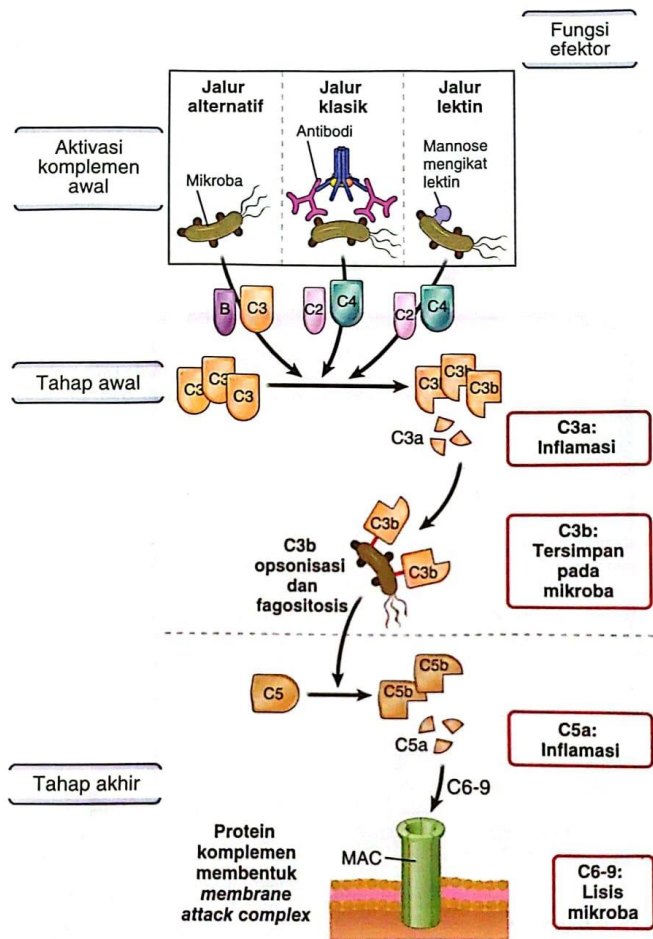 Fungsi
efektor
Jalur
alternatif
Jalur
klasik
Jalur
lektin
Aktivasi
komplemen
awal
Mikroba
Antibodi
Mannose
mengikat
lektin
B
C3
C2
C4
C2
C4
Tahap awal
C3
C3
C3
C3b
C3b
C3b
C3a
C3a:
Inflamasi
C3b
opsonisasi
dan
fagositosis
C3b
C3b
C3b:
Tersimpan
pada
mikroba
C5
C5b
C5b
C5a
C5a:
Inflamasi
Tahap akhir
C6-9
Protein
komplemen
membentuk
membrane
attack complex
MAC
C6-9:
Lisis
mikroba